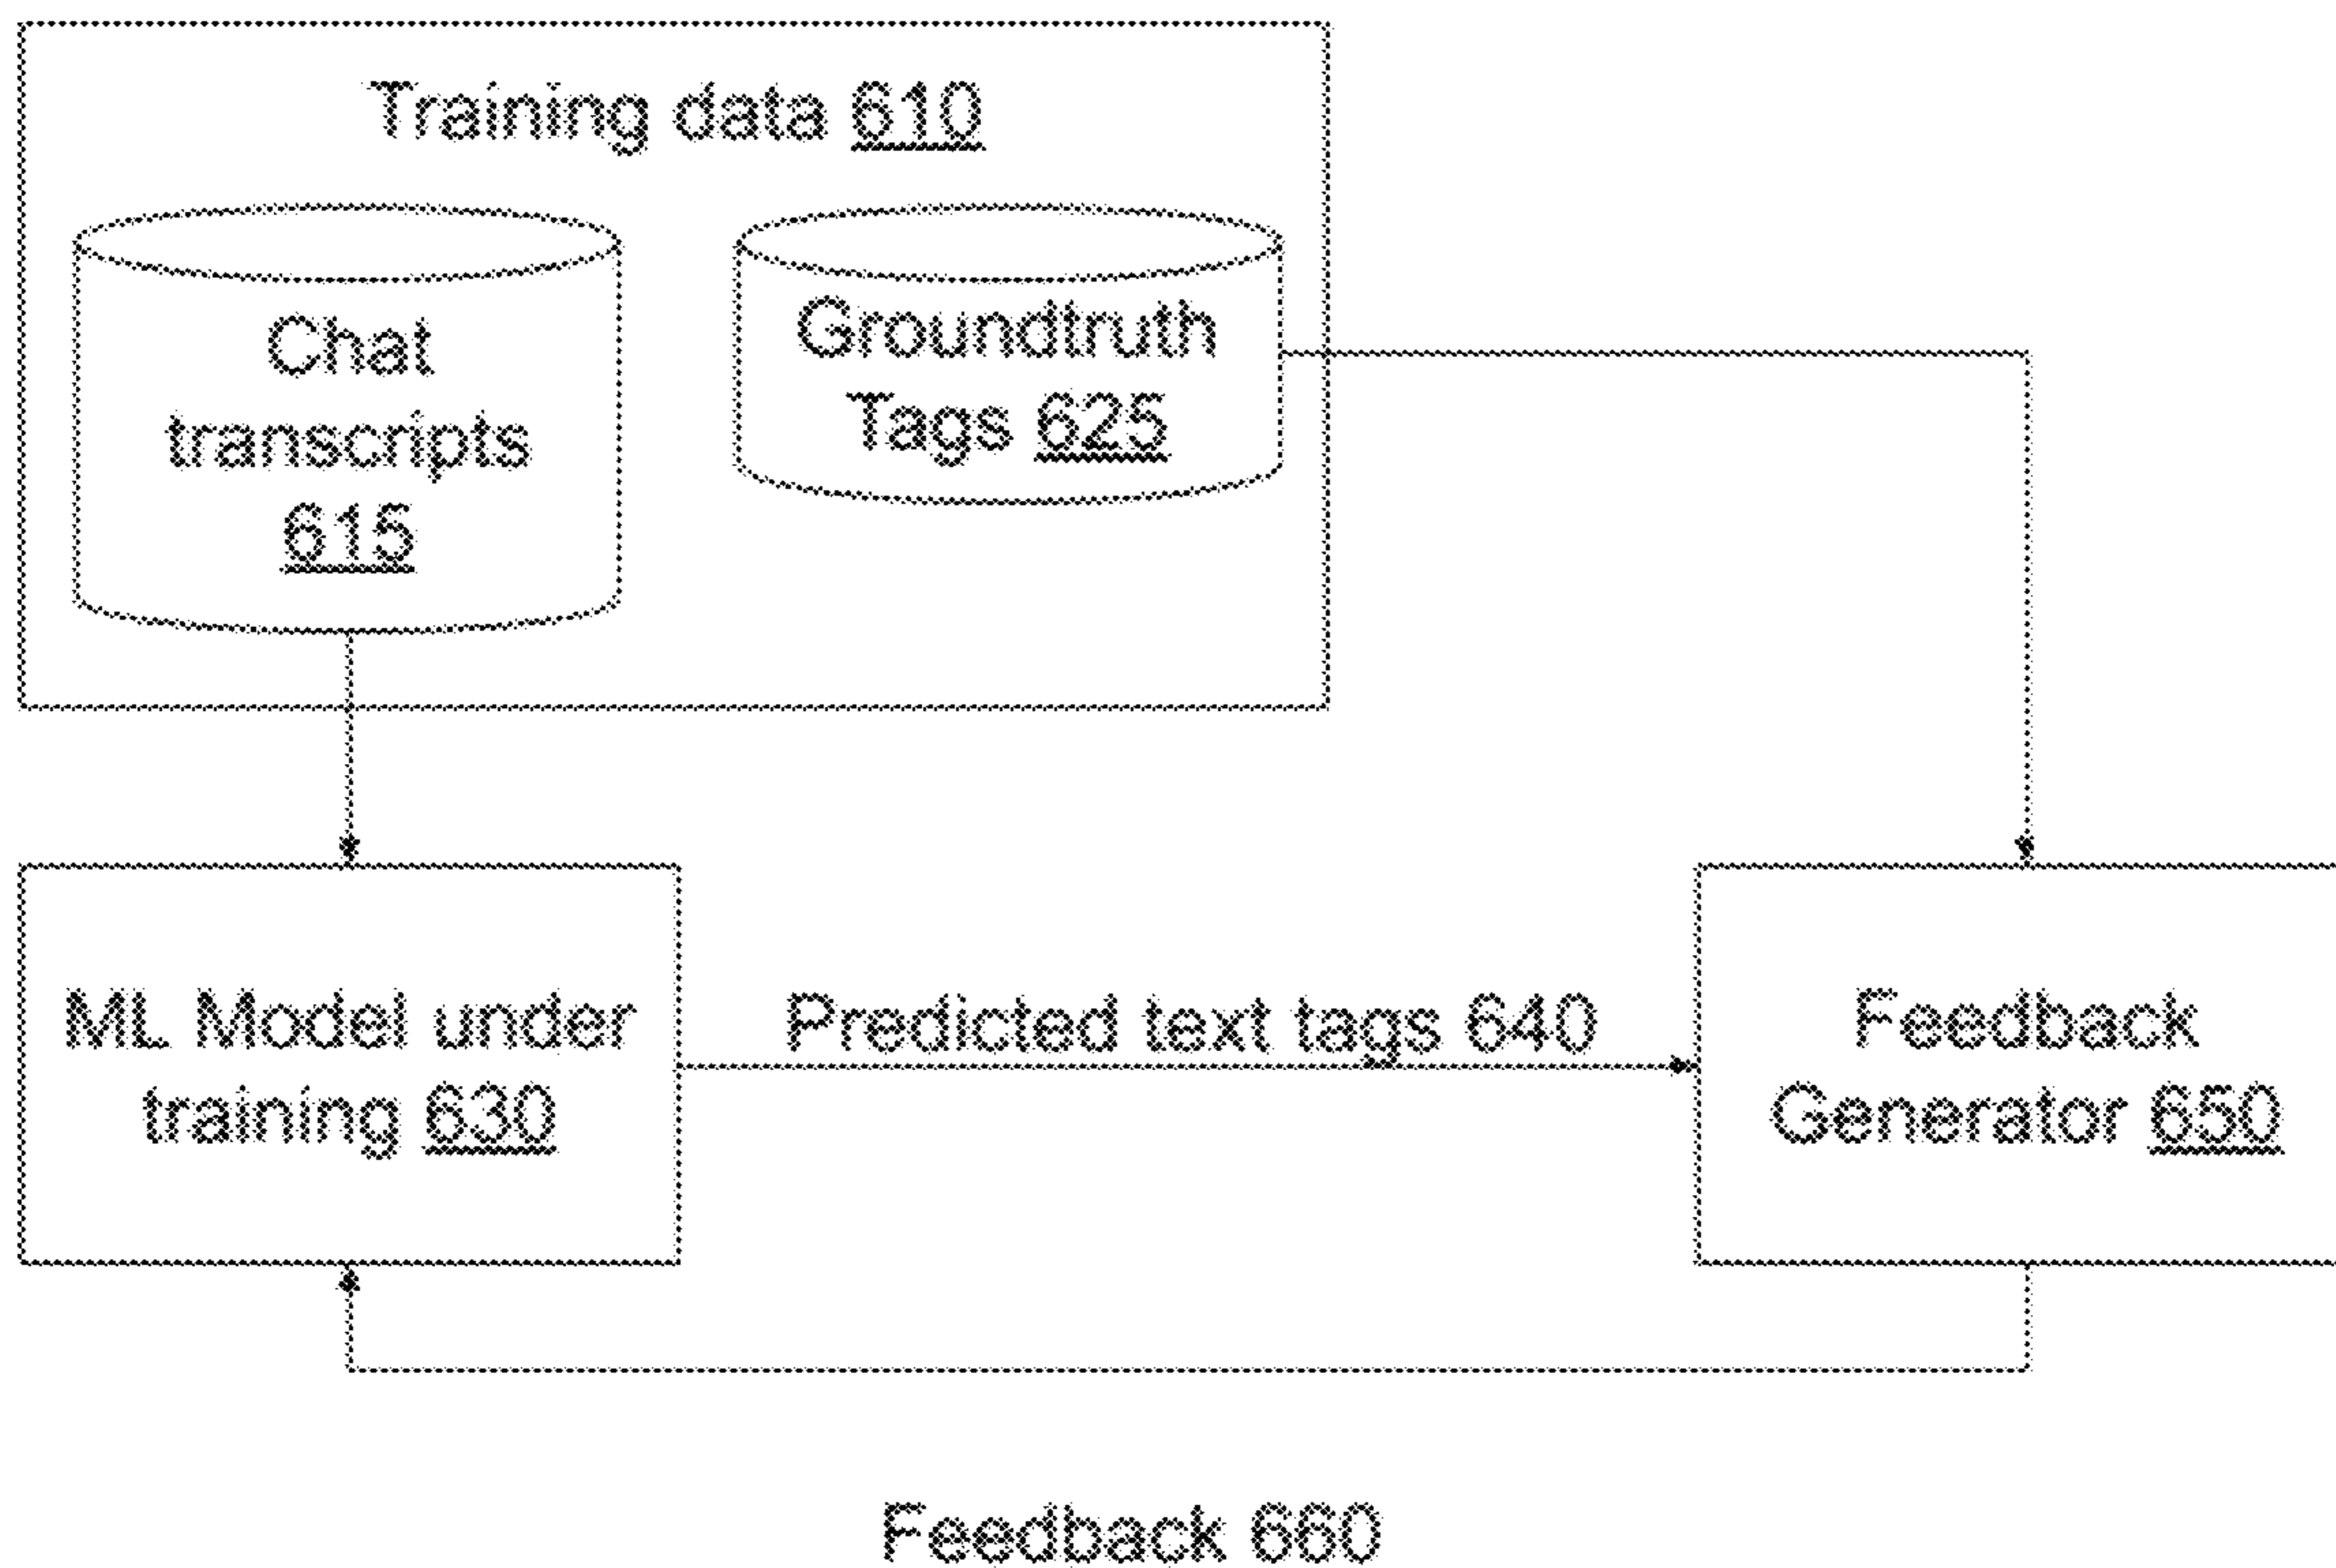 Training data 610
Chat
transcripts
615
Groundtruth
Tags 625
ML Model under
training 630
Predicted text tags 640
Feedback
Generator 650
Feedback 660